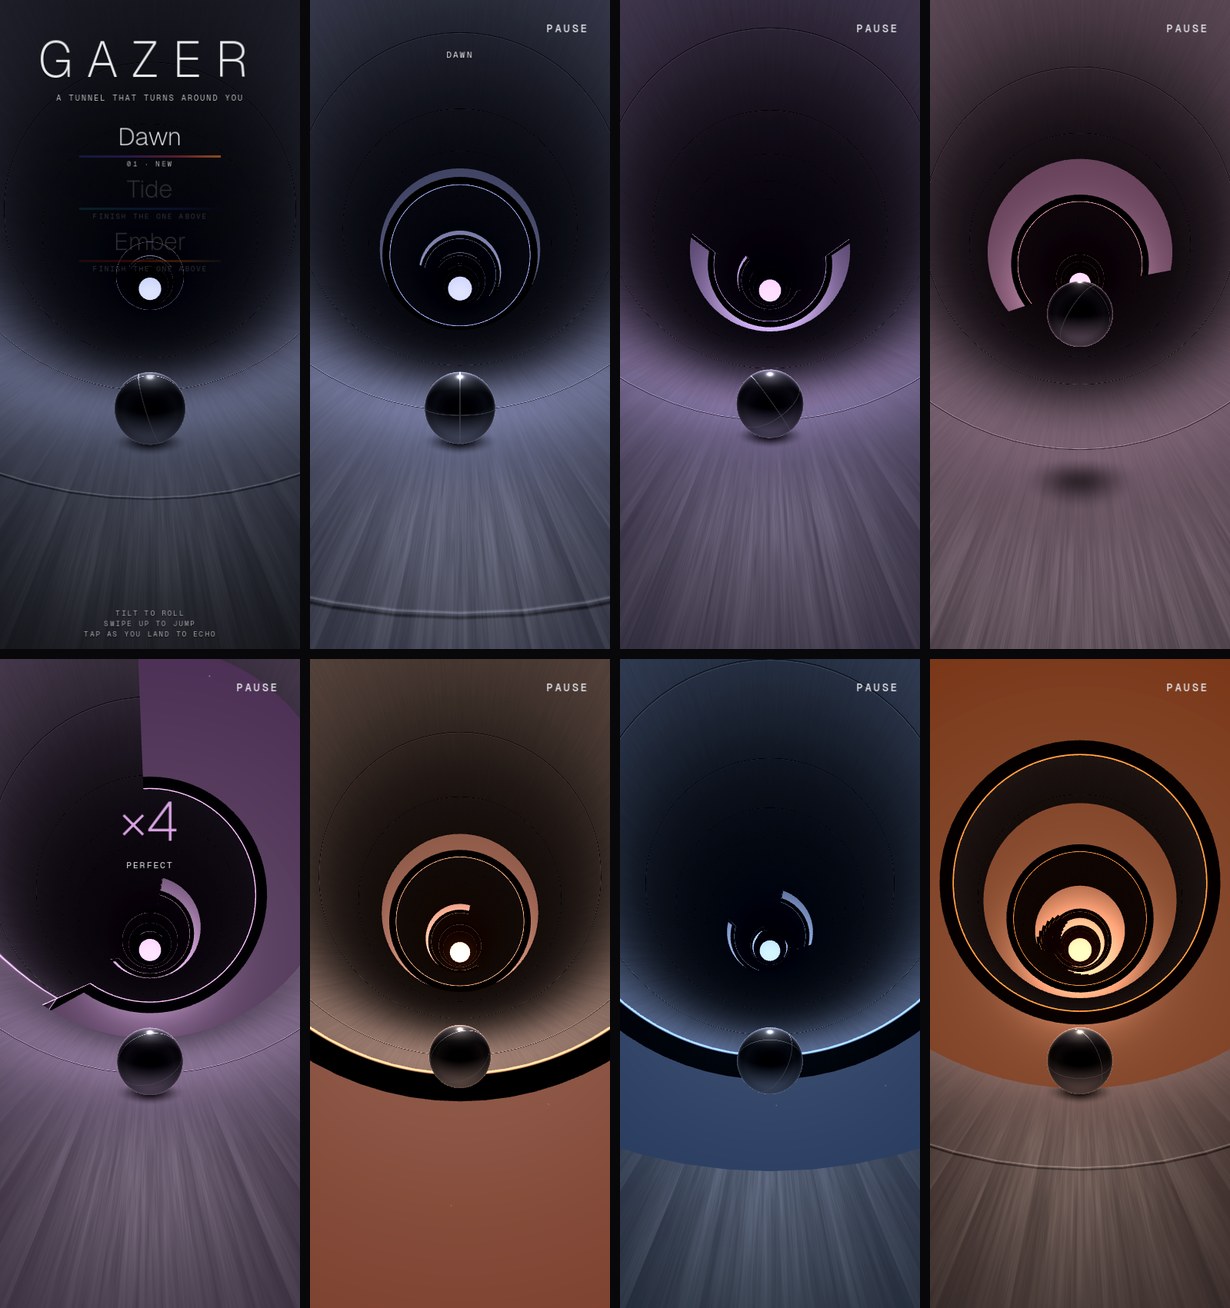 GAZER
A TUNNEL THAT TURNS AROUND YOU
Dawn
01 · NEW
Tide
FINISH THE ONE ABOVE
Ember
FINISH THE ONE ABOVE
TILT TO ROLL
SWIPE UP TO JUMP
TAP AS YOU LAND TO ECHO
PAUSE
DAWN
PAUSE
PAUSE
PAUSE
×4
PERFECT
PAUSE
PAUSE
PAUSE